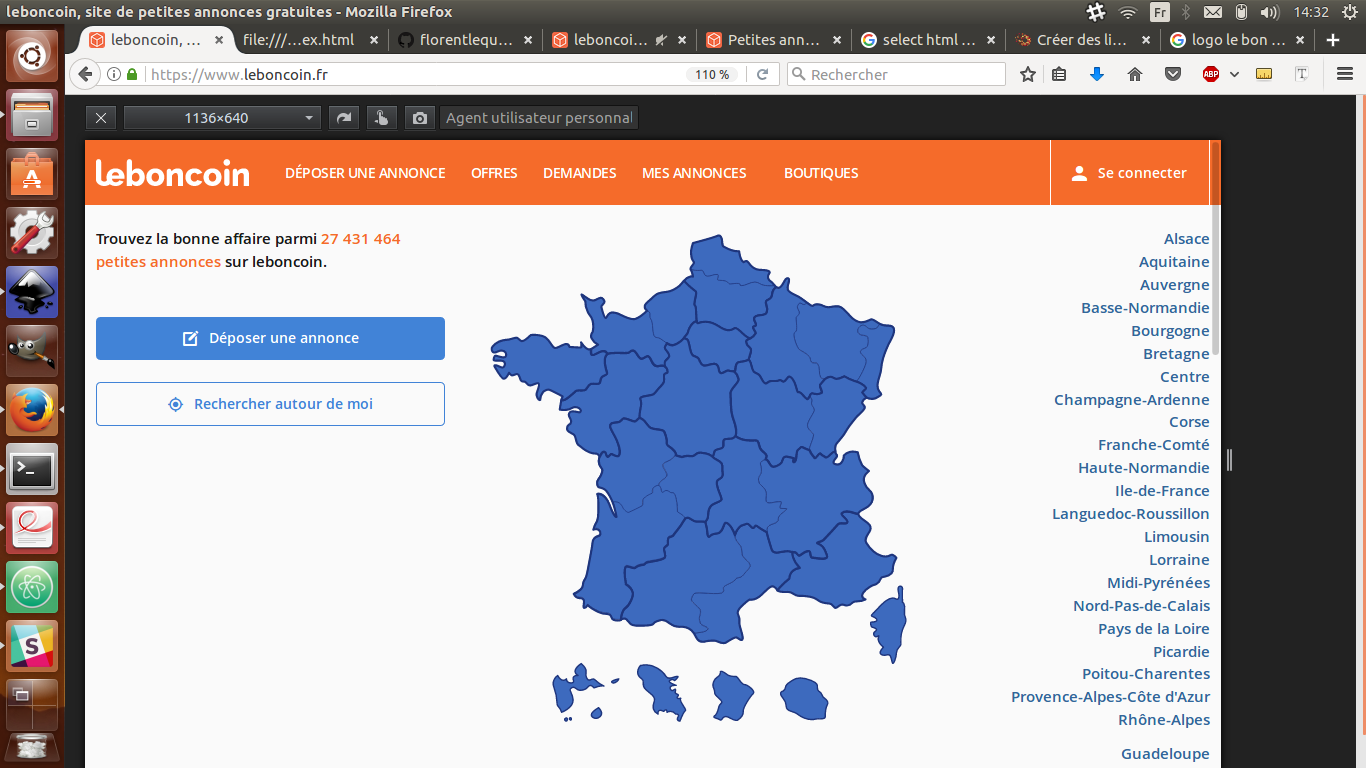 leboncoin, site de petites annonces gratuites - Mozilla Firefox
Fr
14:32
leboncoin, ...
file:///...ex.html
florentlequ...
leboncoi...
Petites ann...
select html ...
Créer des li...
logo le bon ...
https://www.leboncoin.fr
110 %
Rechercher
ABP
T
1136×640
Agent utilisateur personnal
leboncoin
DÉPOSER UNE ANNONCE
OFFRES
DEMANDES
MES ANNONCES
BOUTIQUES
Se connecter
Trouvez la bonne affaire parmi 27 431 464
petites annonces sur leboncoin.
Déposer une annonce
Rechercher autour de moi
Alsace
Aquitaine
Auvergne
Basse-Normandie
Bourgogne
Bretagne
Centre
Champagne-Ardenne
Corse
Franche-Comté
Haute-Normandie
Ile-de-France
Languedoc-Roussillon
Limousin
Lorraine
Midi-Pyrénées
Nord-Pas-de-Calais
Pays de la Loire
Picardie
Poitou-Charentes
Provence-Alpes-Côte d'Azur
Rhône-Alpes
Guadeloupe